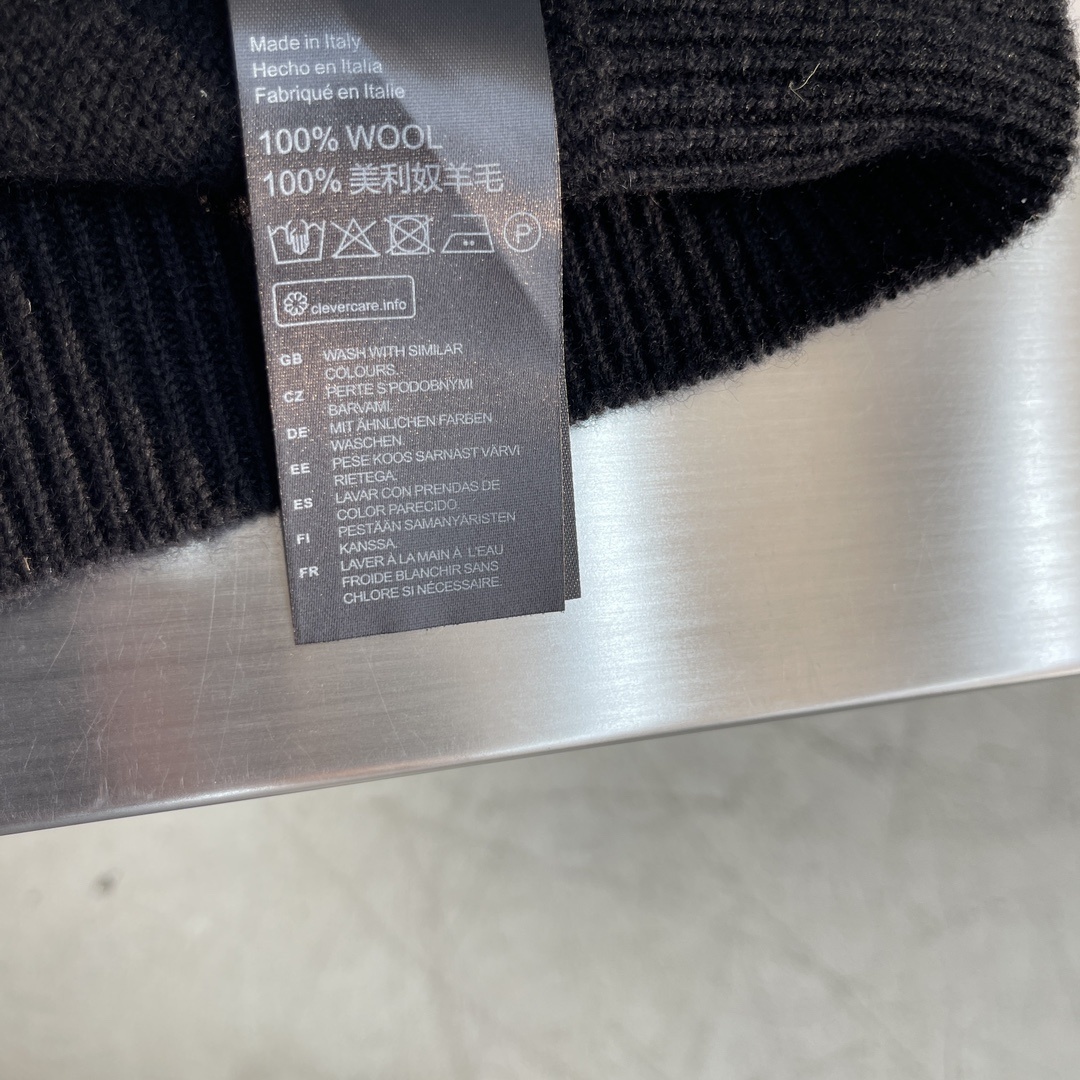 Made in Italy
Hecho en Italia
Fabriqué en Italie
100% WOOL
100% 美利奴羊毛
P
clevercare.info
GB WASH WITH SIMILAR
COLOURS.
CZ PERTE S PODOBNÝMI
BARVAMI.
DE MIT ÄHNLICHEN FARBEN
WASCHEN.
EE PESE KOOS SARNAST VÄRVI
RIETEGA.
ES LAVAR CON PRENDAS DE
COLOR PARECIDO.
FI PESTÄÄN SAMANYÄRISTEN
KANSSA.
FR LAVER À LA MAIN À L'EAU
FROIDE BLANCHIR SANS
CHLORE SI NÉCESSAIRE.